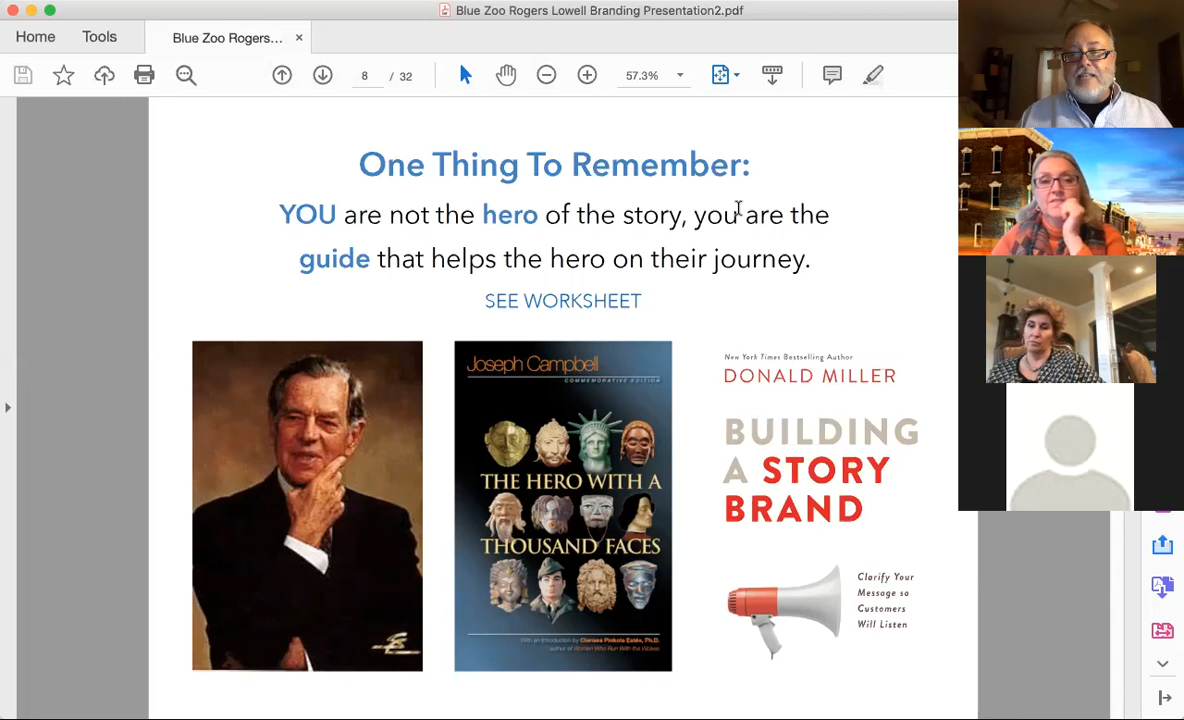 Blue Zoo Rogers Lowell Branding Presentation2.pdf
Home
Tools
Blue Zoo Rogers...
×
8 / 32
57.3%
One Thing To Remember:
YOU are not the hero of the story, you are the
guide that helps the hero on their journey.
SEE WORKSHEET
Joseph Campbell
COMMEMORATIVE EDITION
THE HERO WITH A
THOUSAND FACES
With an Introduction by Clarissa Pinkola Estés, Ph.D.
author of Women Who Run With the Wolves
New York Times Bestselling Author
DONALD MILLER
BUILDING
A STORY
BRAND
Clarify Your
Message so
Customers
Will Listen